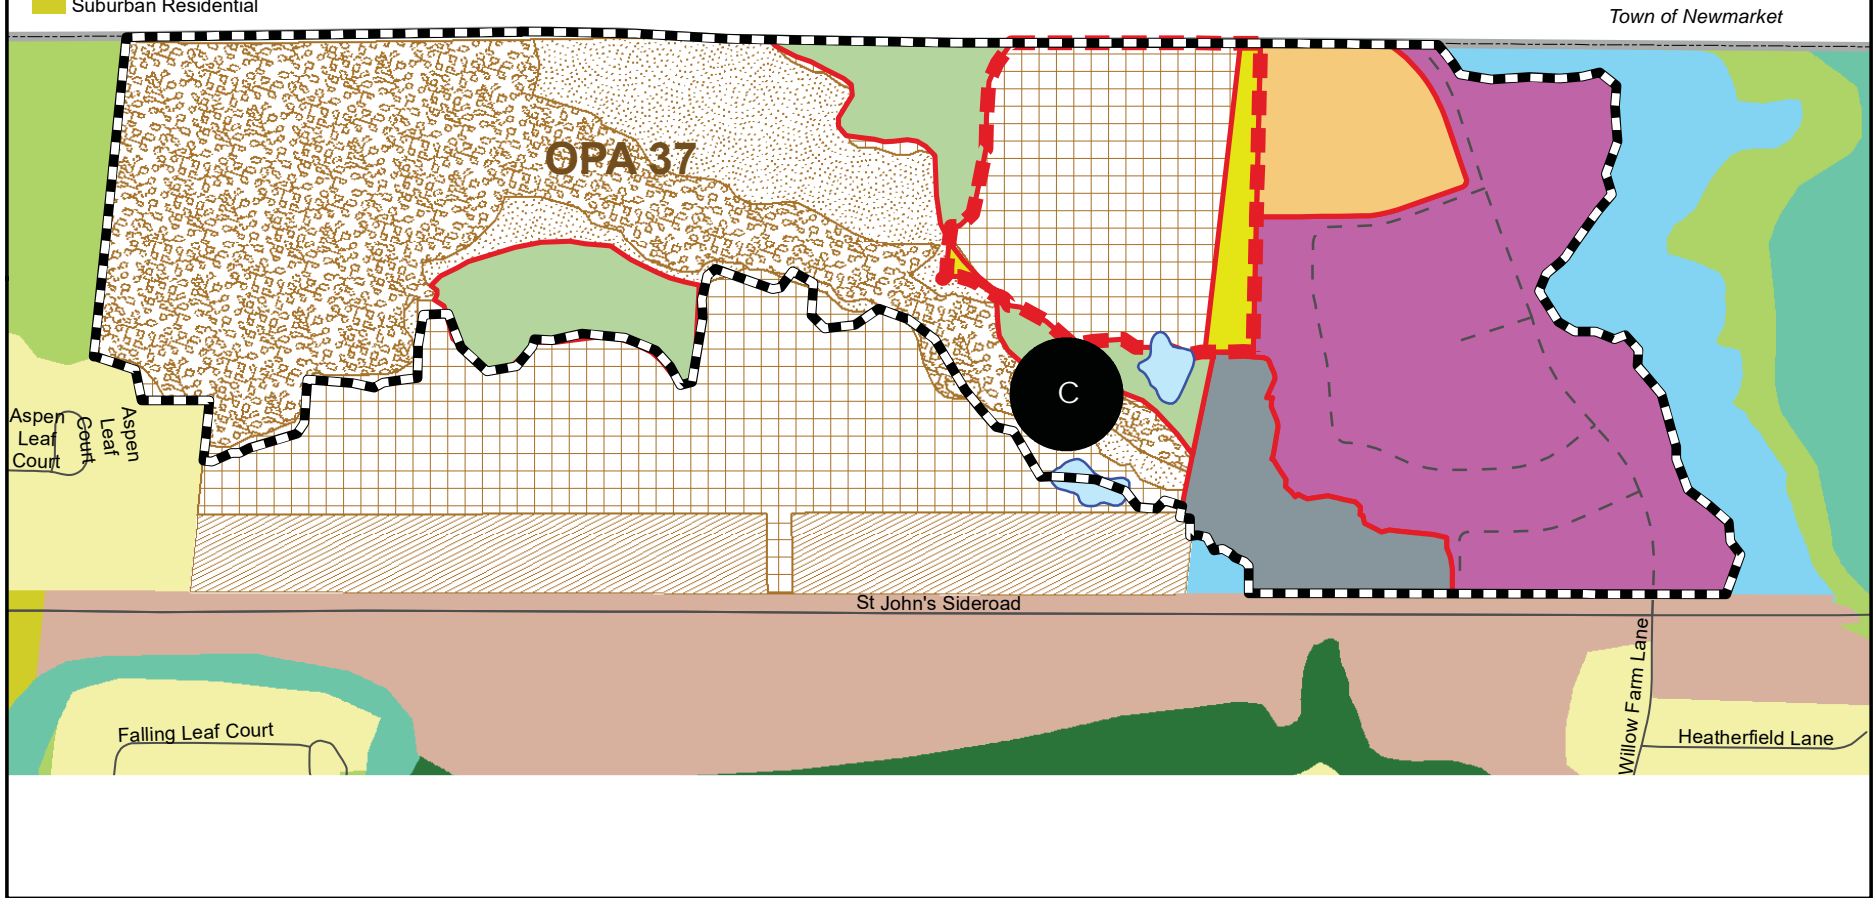 Suburban Residential
Town of Newmarket
OPA 37
C
Aspen
Leaf
Court
Aspen
Leaf
Court
St John's Sideroad
Falling Leaf Court
Willow Farm Lane
Heatherfield Lane